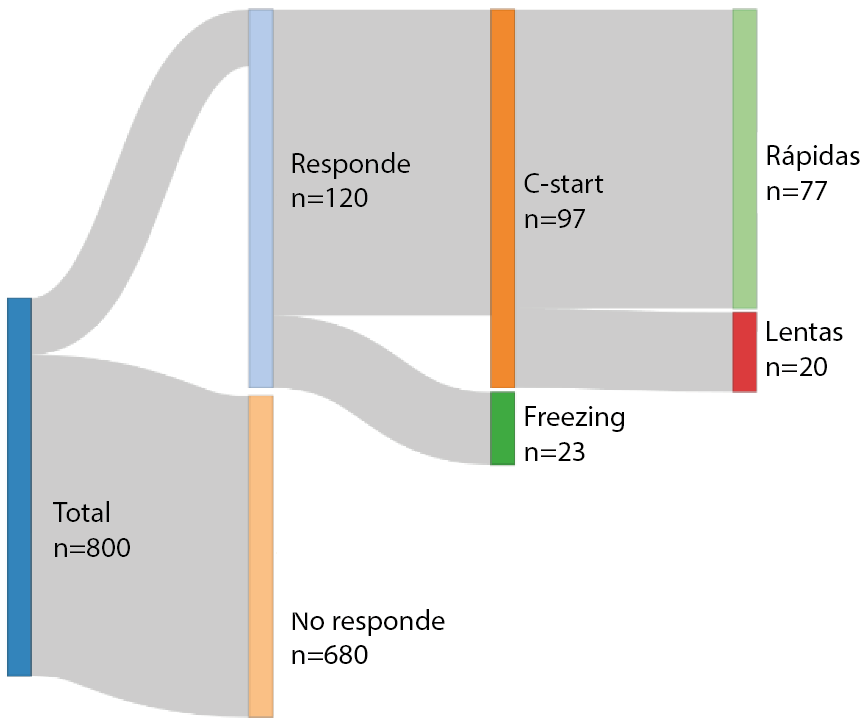 Total
n=800
Responde
n=120
No responde
n=680
C-start
n=97
Freezing
n=23
Rápidas
n=77
Lentas
n=20